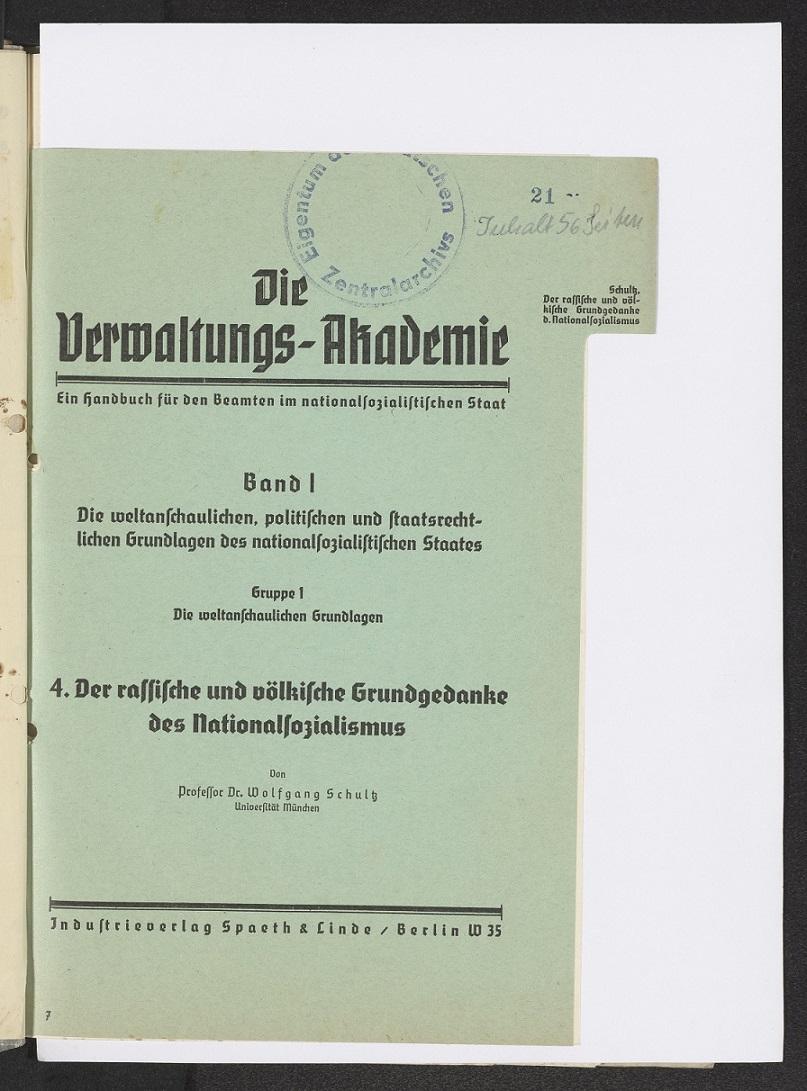 Eigentum
schen
Zentralarchivs
21
Inhalt 56 Seiten
Schultz,
Der rassische und völ-
kische Grundgedanke
d. Nationalsozialismus
Die
Verwaltungs-Akademie
Ein Handbuch für den Beamten im nationalsozialistischen Staat
Band I
Die weltanschaulichen, politischen und staatsrecht-
lichen Grundlagen des nationalsozialistischen Staates
Gruppe 1
Die weltanschaulichen Grundlagen
4. Der rassische und völkische Grundgedanke
des Nationalsozialismus
Von
Professor Dr. Wolfgang Schultz
Universität München
Industrieverlag Spaeth & Linde / Berlin W 35
7